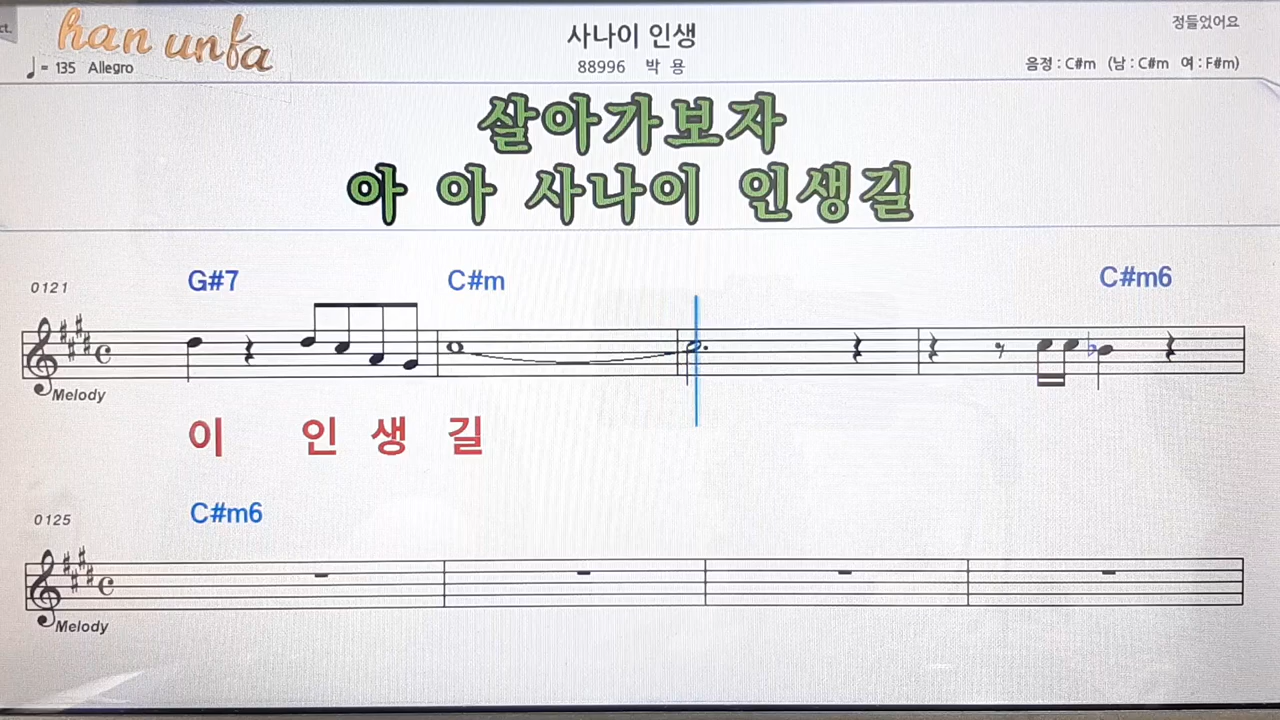 ct.
han unfa
사나이 인생
정들었어요
♩ = 135 Allegro
88996 박 용
음정 : C#m (남 : C#m 여 : F#m)
살아가보자
아 아 사나이 인생길
0121 G#7 C#m C#m6
Melody
이 인 생 길
0125 C#m6
Melody